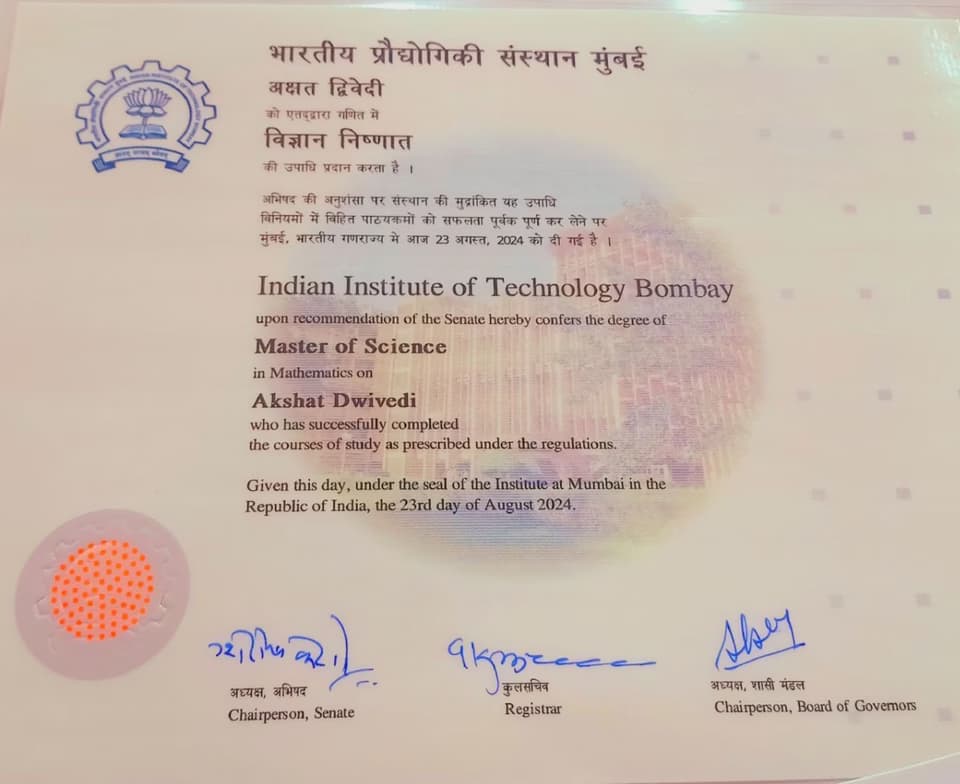 भारतीय प्रौद्योगिकी संस्थान मुंबई
अक्षत द्विवेदी
को एतद्द्वारा गणित में
विज्ञान निष्णात
की उपाधि प्रदान करता है ।
अभिषद की अनुशंसा पर संस्थान की मुद्रांकित यह उपाधि
विनियमों में विहित पाठयकमों को सफलता पूर्वक पूर्ण कर लेने पर
मुंबई, भारतीय गणराज्य मे आज 23 अगस्त, 2024 को दी गई है ।
Indian Institute of Technology Bombay
upon recommendation of the Senate hereby confers the degree of
Master of Science
in Mathematics on
Akshat Dwivedi
who has successfully completed
the courses of study as prescribed under the regulations.
Given this day, under the seal of the Institute at Mumbai in the
Republic of India, the 23rd day of August 2024.
अध्यक्ष, अभिषद
Chairperson, Senate
कुलसचिव
Registrar
अध्यक्ष, शासी मंडल
Chairperson, Board of Governors